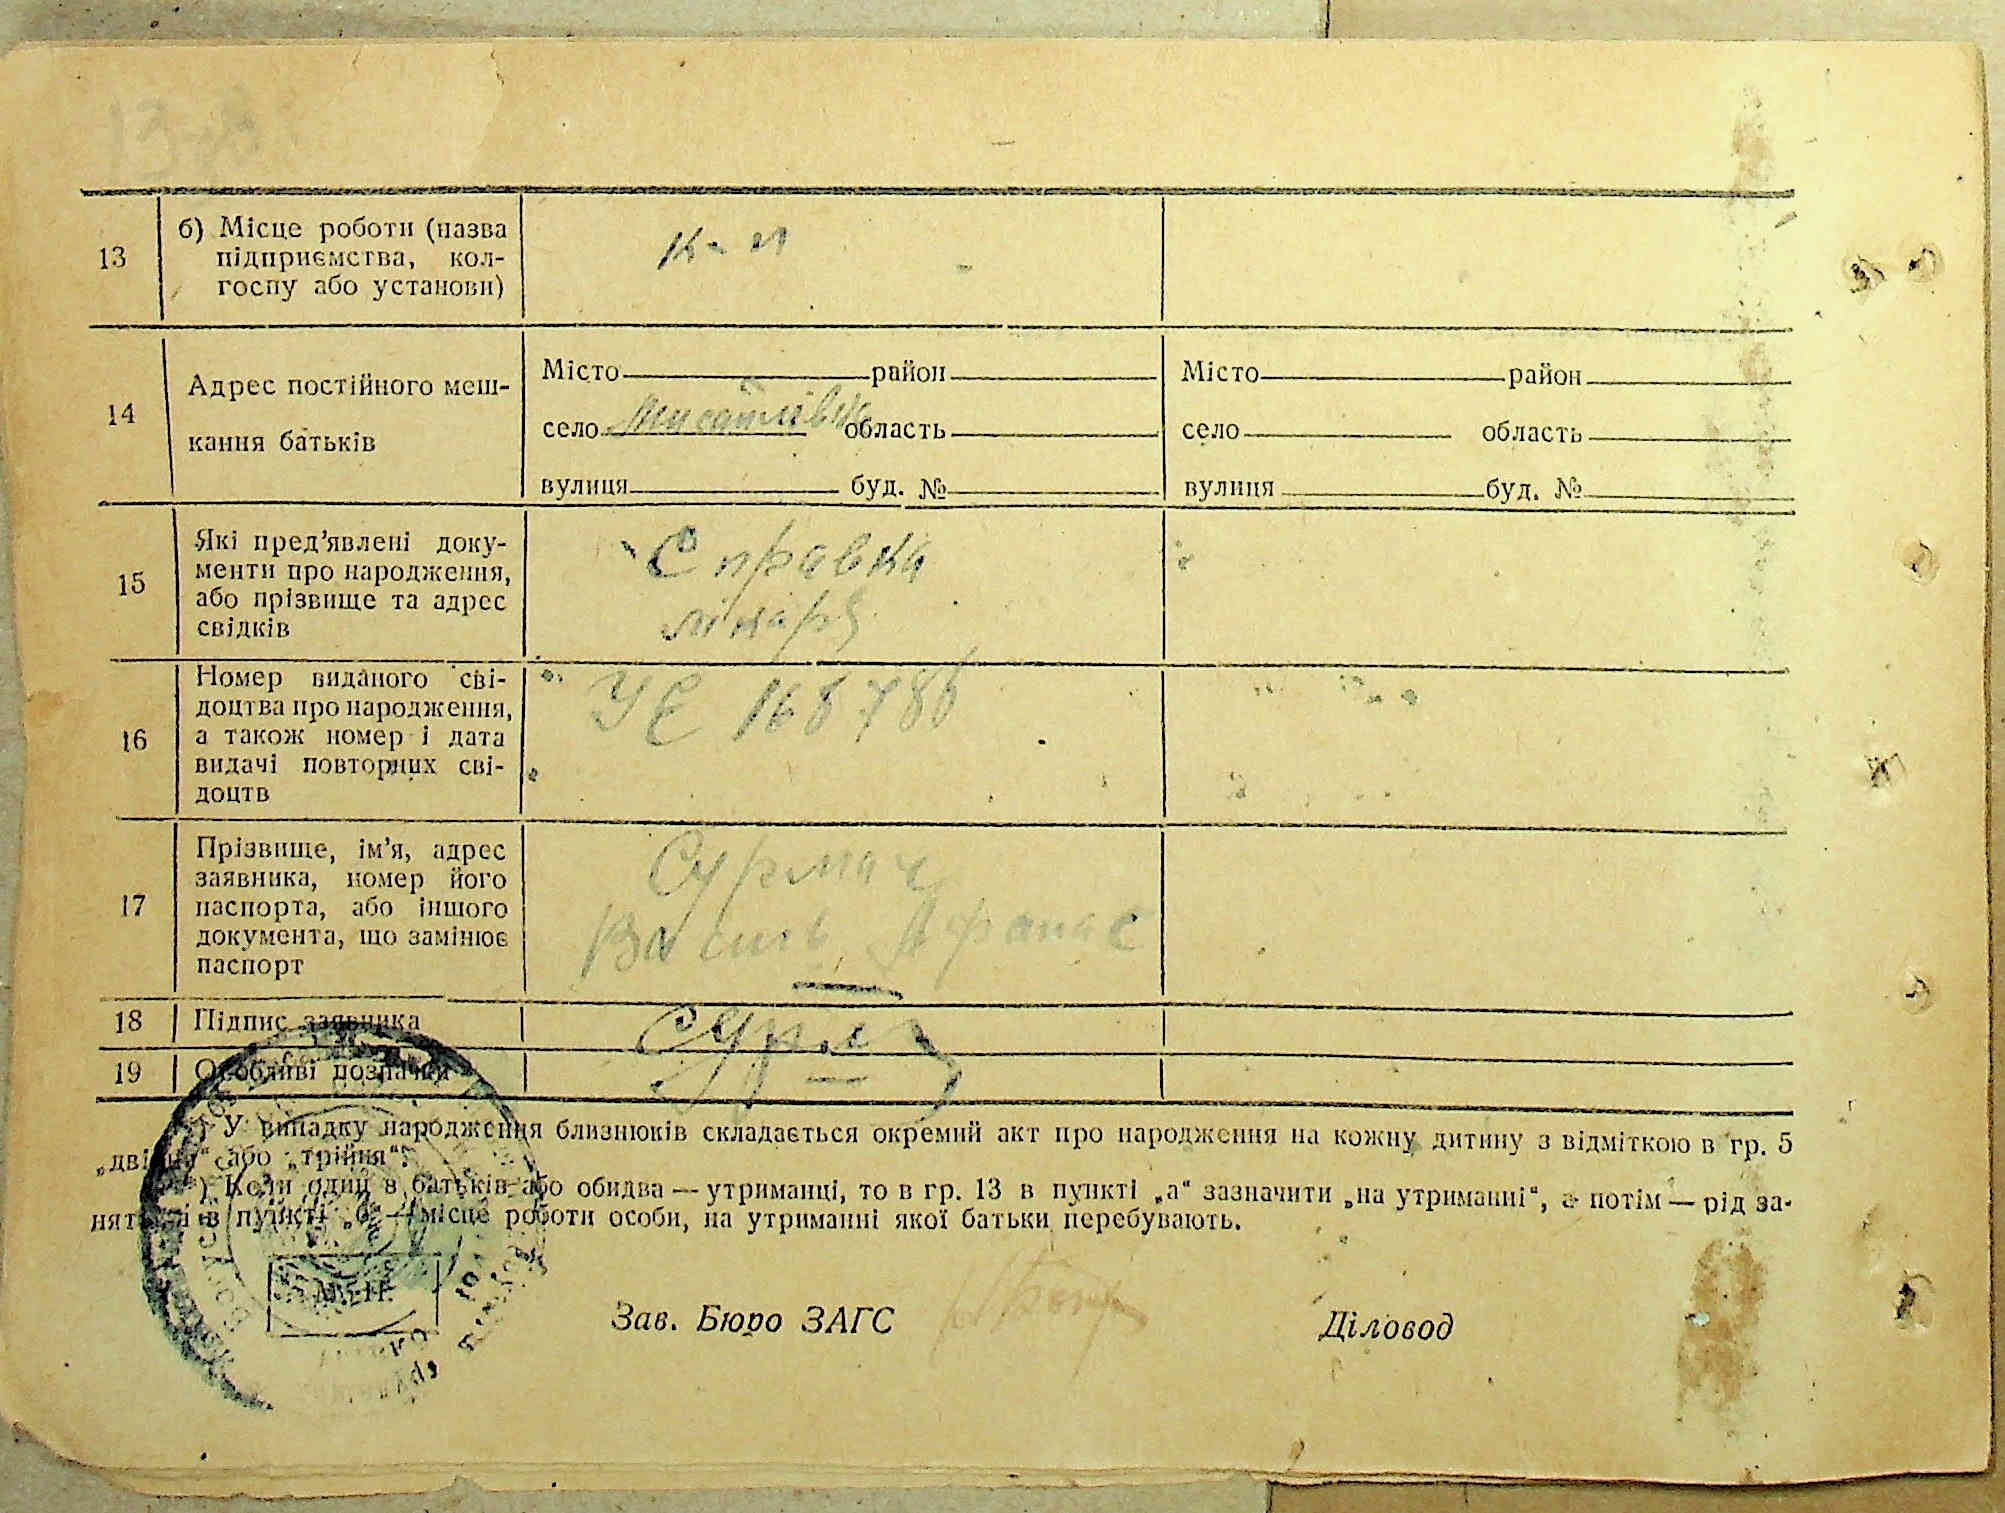 13
б) Місце роботи (назва
підприємства, кол-
госпу або установи)
к-п
14
Адрес постійного меш-
кання батьків
Місто район
село область
вулиця буд. №
Місто район
село область
вулиця буд. №
15
Які пред’явлені доку-
менти про народження,
або прізвище та адрес
свідків
Справка
лікаря
16
Номер виданого сві-
доцтва про народження,
а також номер і дата
видачі повторних сві-
доцтв
УЄ 168786
17
Прізвище, ім’я, адрес
заявника, номер його
паспорта, або іншого
документа, що замінює
паспорт
Сурмач
Василь Афанас
18
Підпис заявника
19
Особливі позначки
*) У випадку народження близнюків складається окремий акт про народження на кожну дитину з відміткою в гр. 5
„двійня“ або „трійня“.
**) Коли один з батьків або обидва — утриманці, то в гр. 13 в пункті „а“ зазначити „на утриманні“, а потім — рід за-
няття і в пункті „б“ — місце роботи особи, на утриманні якої батьки перебувають.
Зав. Бюро ЗАГС
Діловод